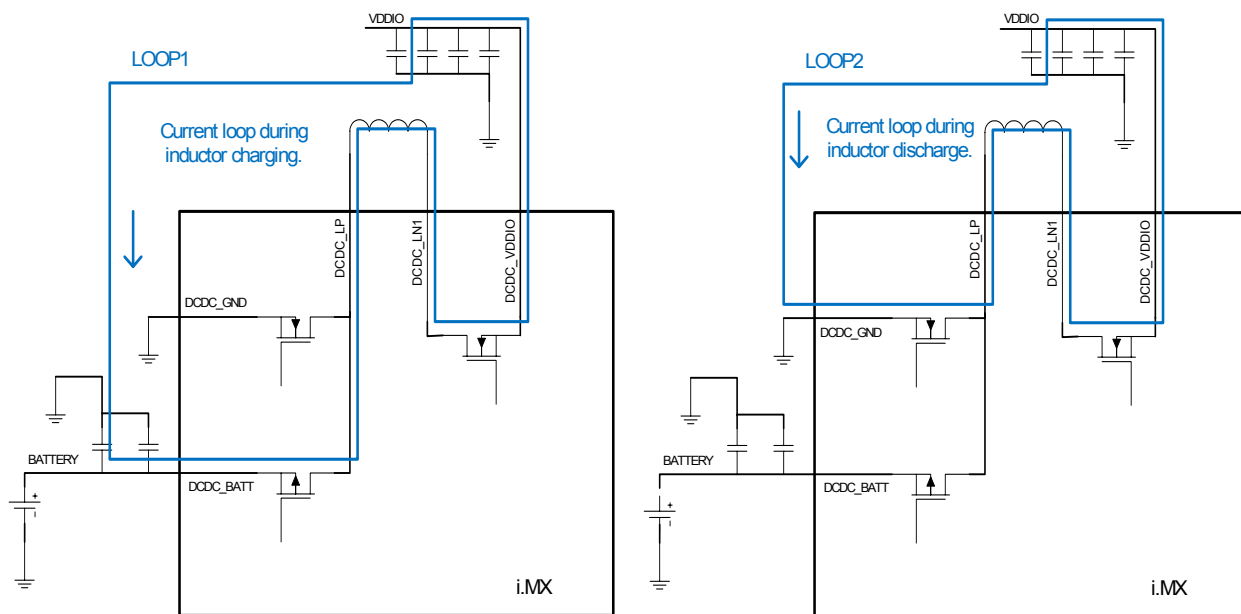 VDDIO
LOOP1
Current loop during
inductor charging.
DCDC_LP
DCDC_LN1
DCDC_VDDIO
DCDC_GND
BATTERY
DCDC_BATT
+
-
i.MX
VDDIO
LOOP2
Current loop during
inductor discharge.
DCDC_LP
DCDC_LN1
DCDC_VDDIO
DCDC_GND
BATTERY
DCDC_BATT
+
-
i.MX